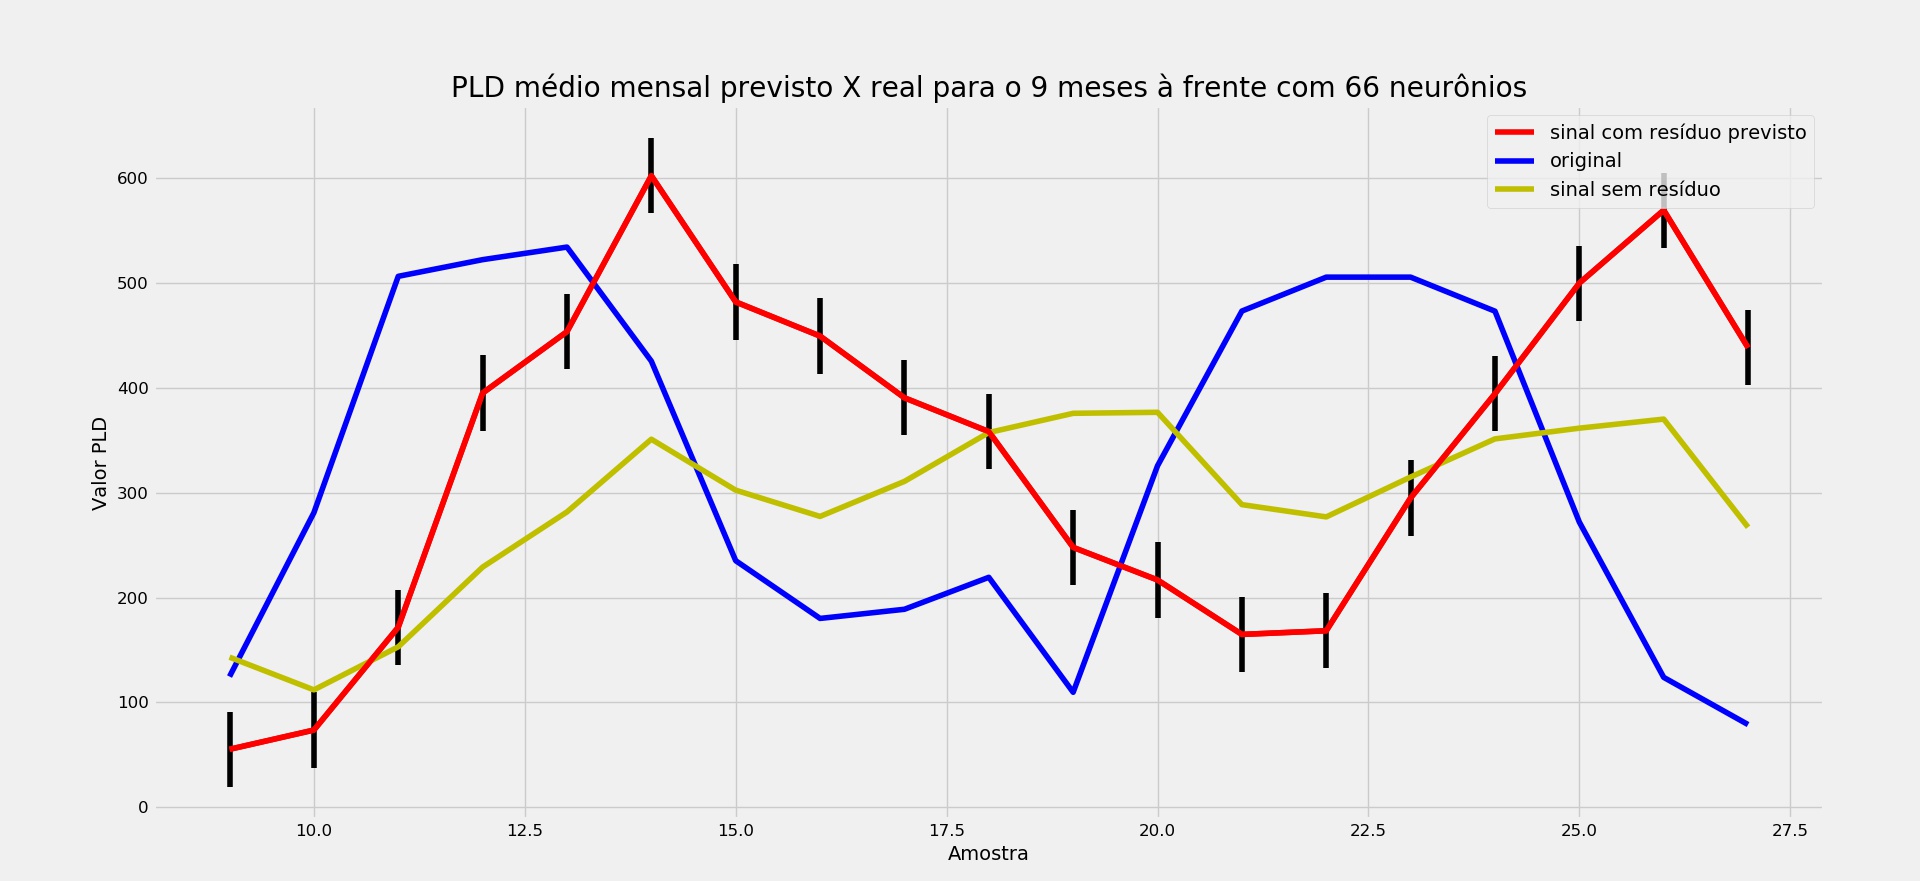 PLD médio mensal previsto X real para o 9 meses à frente com 66 neurônios
sinal com resíduo previsto
original
sinal sem resíduo
Valor PLD
600
500
400
300
200
100
0
10.0 12.5 15.0 17.5 20.0 22.5 25.0 27.5
Amostra